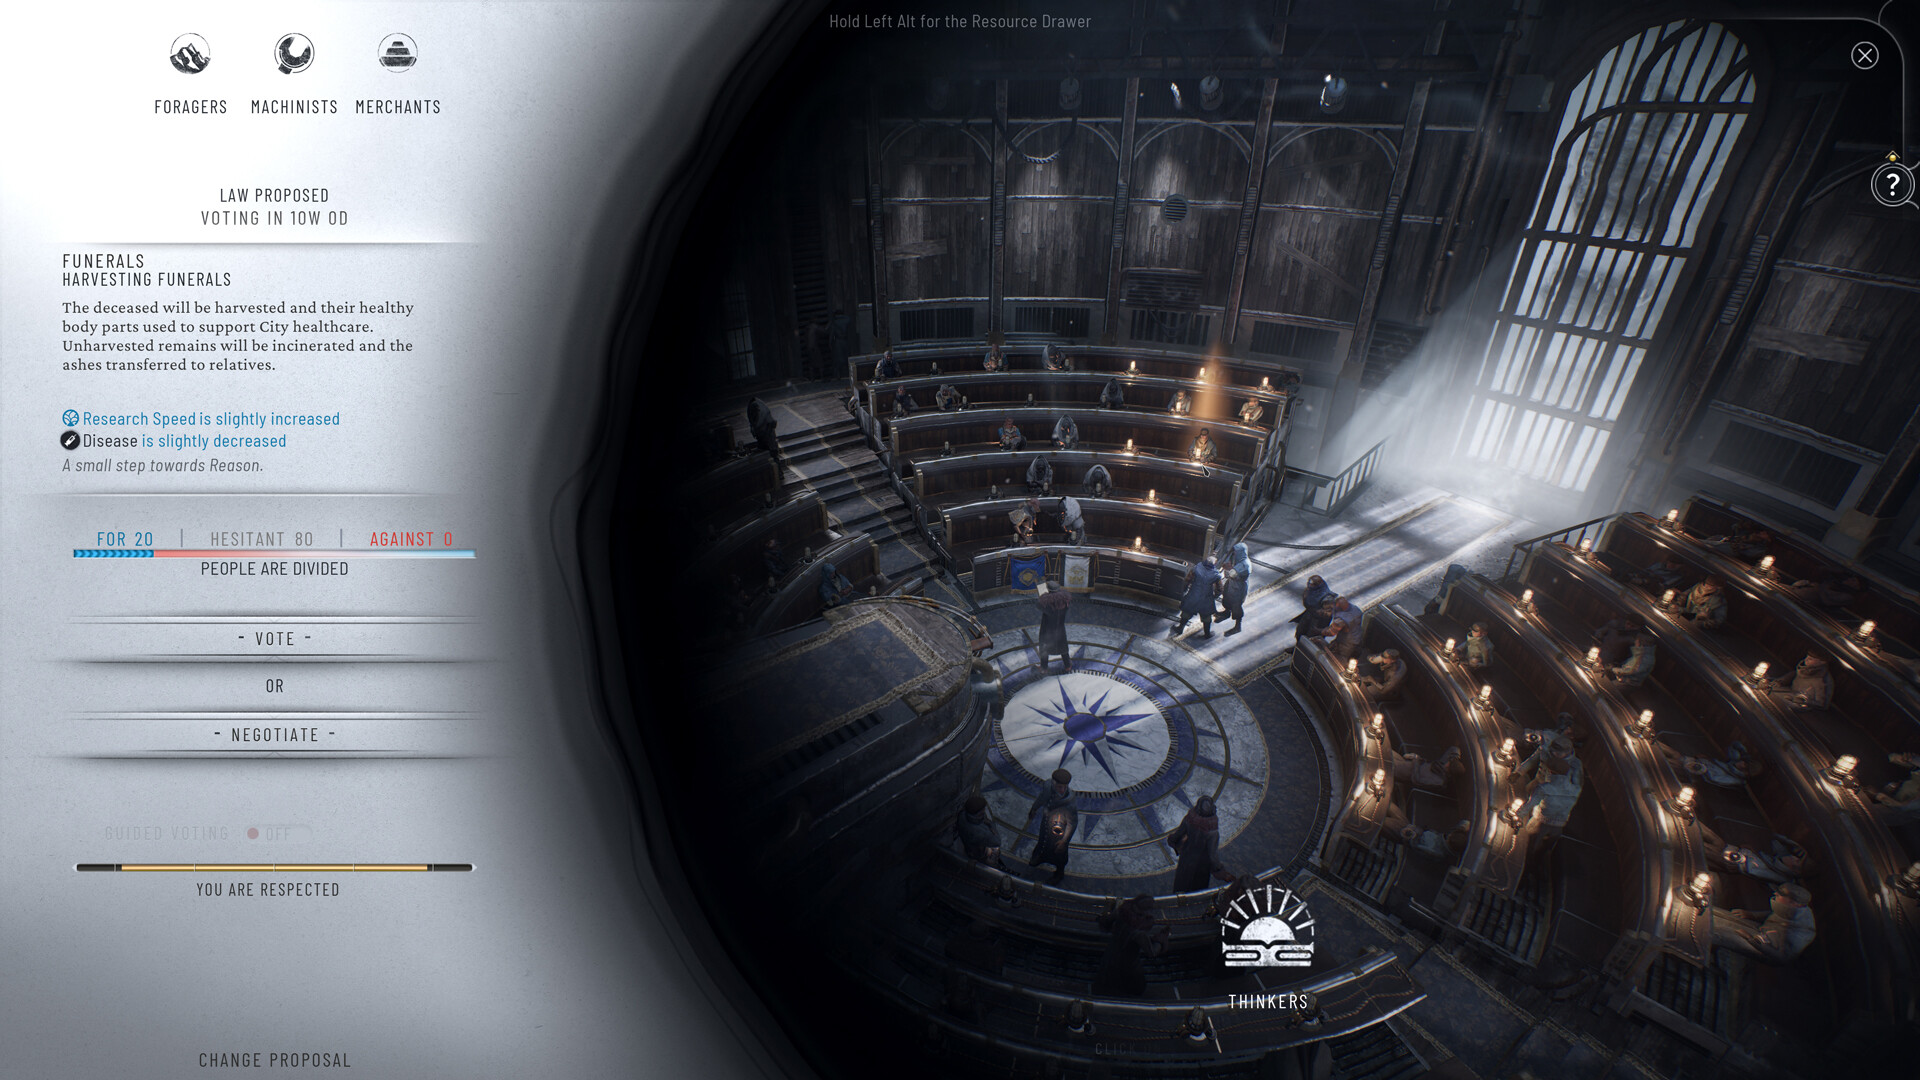 Hold Left Alt for the Resource Drawer
FORAGERS
MACHINISTS
MERCHANTS
LAW PROPOSED
VOTING IN 10W 0D
FUNERALS
HARVESTING FUNERALS
The deceased will be harvested and their healthy
body parts used to support City healthcare.
Unharvested remains will be incinerated and the
ashes transferred to relatives.
Research Speed is slightly increased
Disease is slightly decreased
A small step towards Reason.
FOR 20 | HESITANT 80 | AGAINST 0
PEOPLE ARE DIVIDED
- VOTE -
OR
- NEGOTIATE -
GUIDED VOTING OFF
YOU ARE RESPECTED
CHANGE PROPOSAL
?
THINKERS